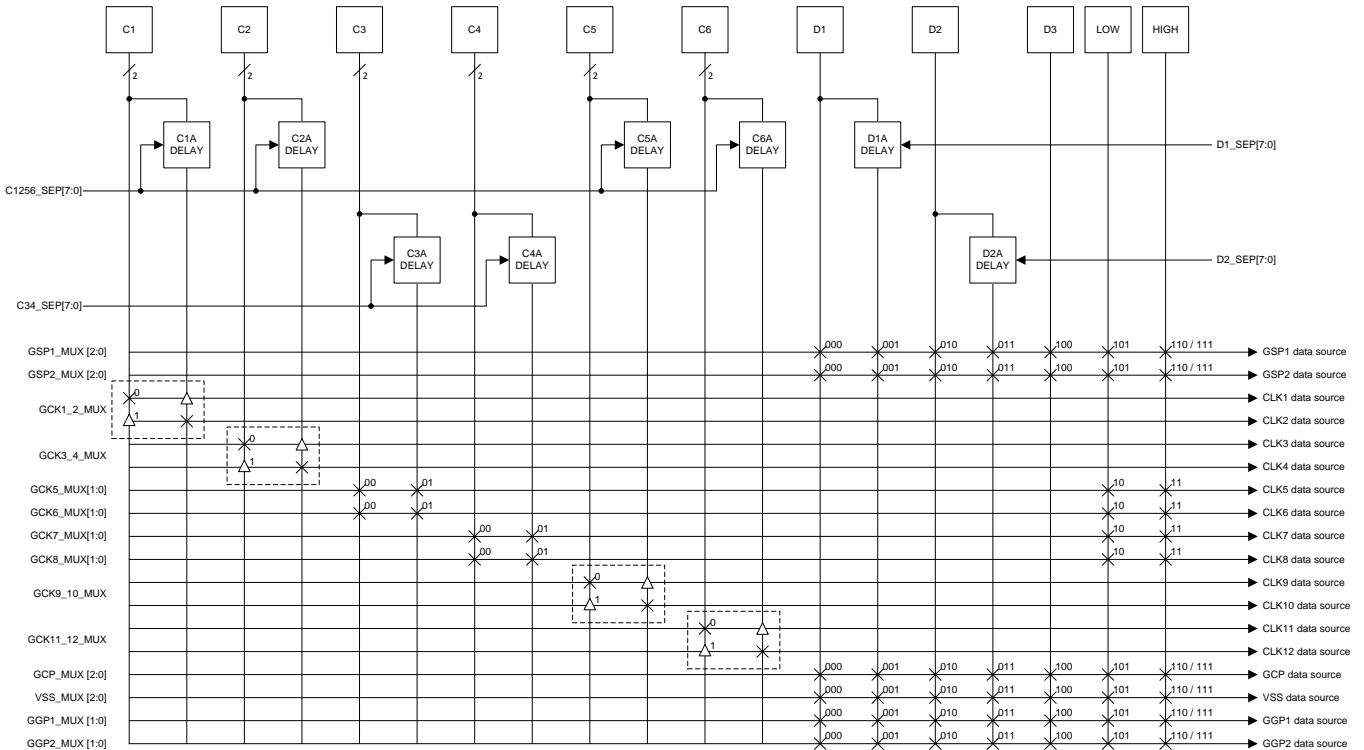 C1 C2 C3 C4 C5 C6 D1 D2 D3 LOW HIGH
2 2 2 2 2 2
C1A DELAY
C2A DELAY
C5A DELAY
C6A DELAY
D1A DELAY
D1_SEP[7:0]
C1256_SEP[7:0]
C3A DELAY
C4A DELAY
D2A DELAY
D2_SEP[7:0]
C34_SEP[7:0]
GSP1_MUX [2:0] 000 001 010 011 100 101 110 / 111 GSP1 data source
GSP2_MUX [2:0] 000 001 010 011 100 101 110 / 111 GSP2 data source
GCK1_2_MUX
0 CLK1 data source
1 CLK2 data source
GCK3_4_MUX
0 CLK3 data source
1 CLK4 data source
GCK5_MUX[1:0] 00 01 10 11 CLK5 data source
GCK6_MUX[1:0] 00 01 10 11 CLK6 data source
GCK7_MUX[1:0] 00 01 10 11 CLK7 data source
GCK8_MUX[1:0] 00 01 10 11 CLK8 data source
GCK9_10_MUX
0 CLK9 data source
1 CLK10 data source
GCK11_12_MUX
0 CLK11 data source
1 CLK12 data source
GCP_MUX [2:0] 000 001 010 011 100 101 110 / 111 GCP data source
VSS_MUX [2:0] 000 001 010 011 100 101 110 / 111 VSS data source
GGP1_MUX [1:0] 000 001 010 011 100 101 110 / 111 GGP1 data source
GGP2_MUX [1:0] 000 001 010 011 100 101 110 / 111 GGP2 data source